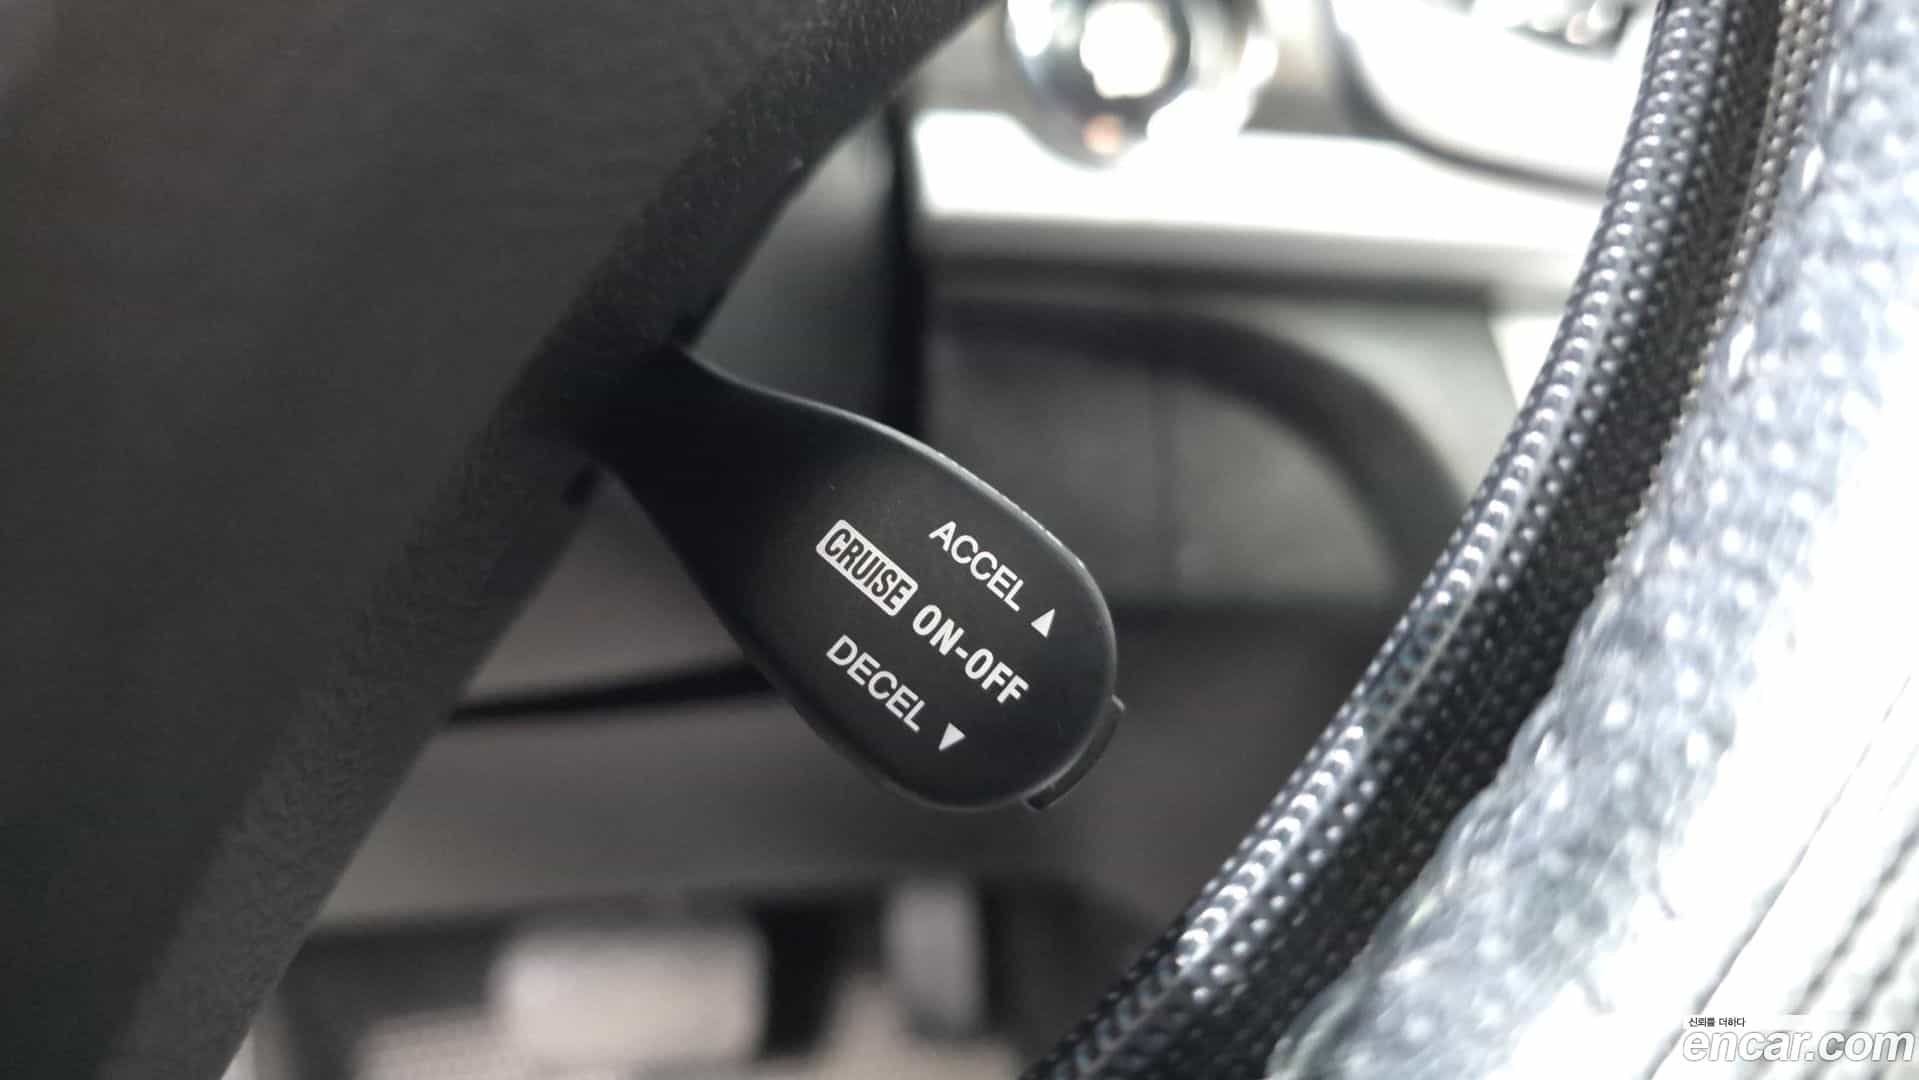 ACCEL ▲
CRUISE ON-OFF
DECEL ▼
신뢰를 더하다
encar.com